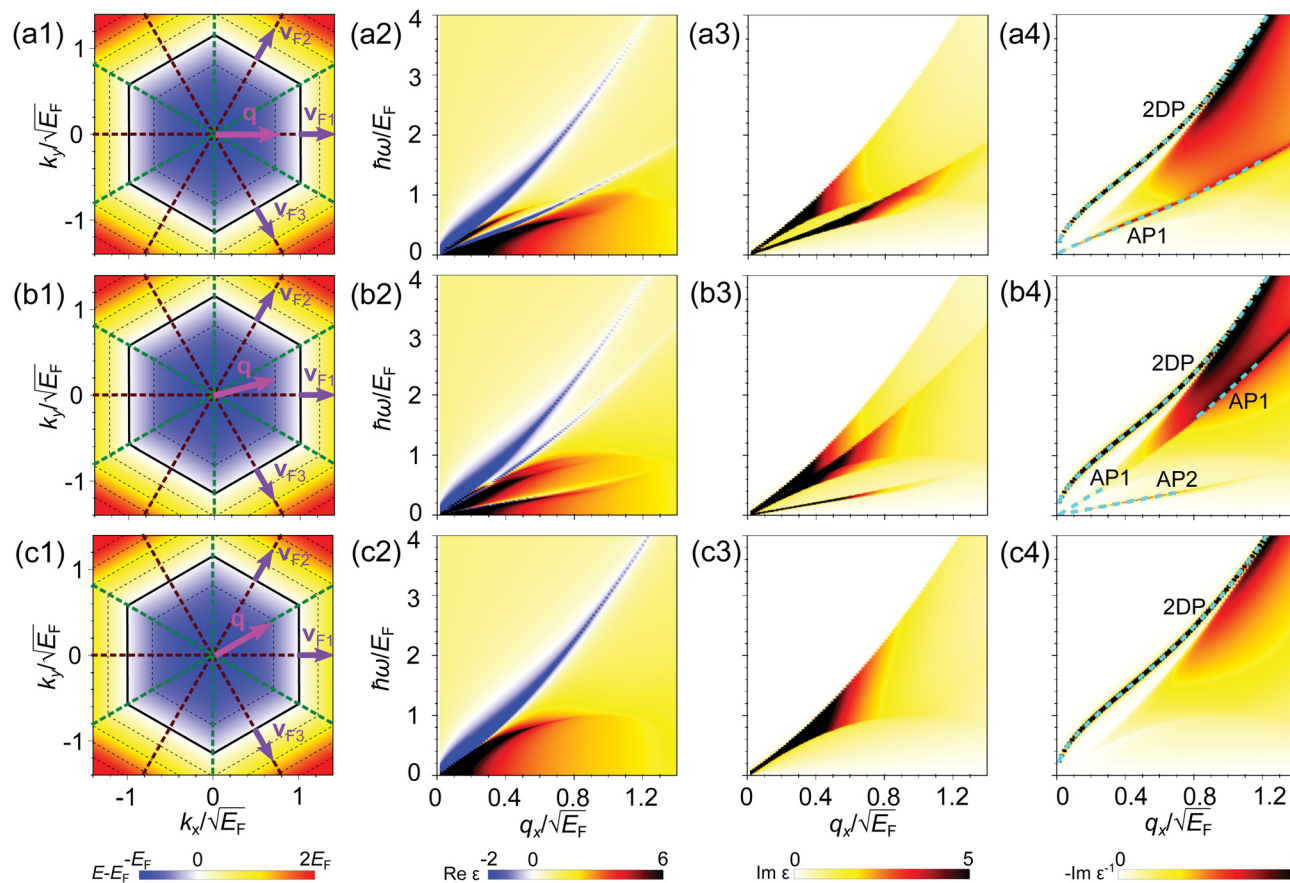 (a1)
k_y/√E_F
1
0
-1
v_F2
q
v_F1
v_F3
(a2)
ħω/E_F
4
3
2
1
0
(a3)
(a4)
2DP
AP1
(b1)
k_y/√E_F
1
0
-1
v_F2
q
v_F1
v_F3
(b2)
ħω/E_F
4
3
2
1
0
(b3)
(b4)
2DP
AP1
AP1
AP2
(c1)
k_y/√E_F
1
0
-1
v_F2
q
v_F1
v_F3
-1 0 1
k_x/√E_F
(c2)
ħω/E_F
4
3
2
1
0
0 0.4 0.8 1.2
q_x/√E_F
(c3)
0 0.4 0.8 1.2
q_x/√E_F
(c4)
2DP
0 0.4 0.8 1.2
q_x/√E_F
E-E_F -E_F 0 2E_F
Re ε -2 0 6
Im ε 0 5
-Im ε⁻¹ 0